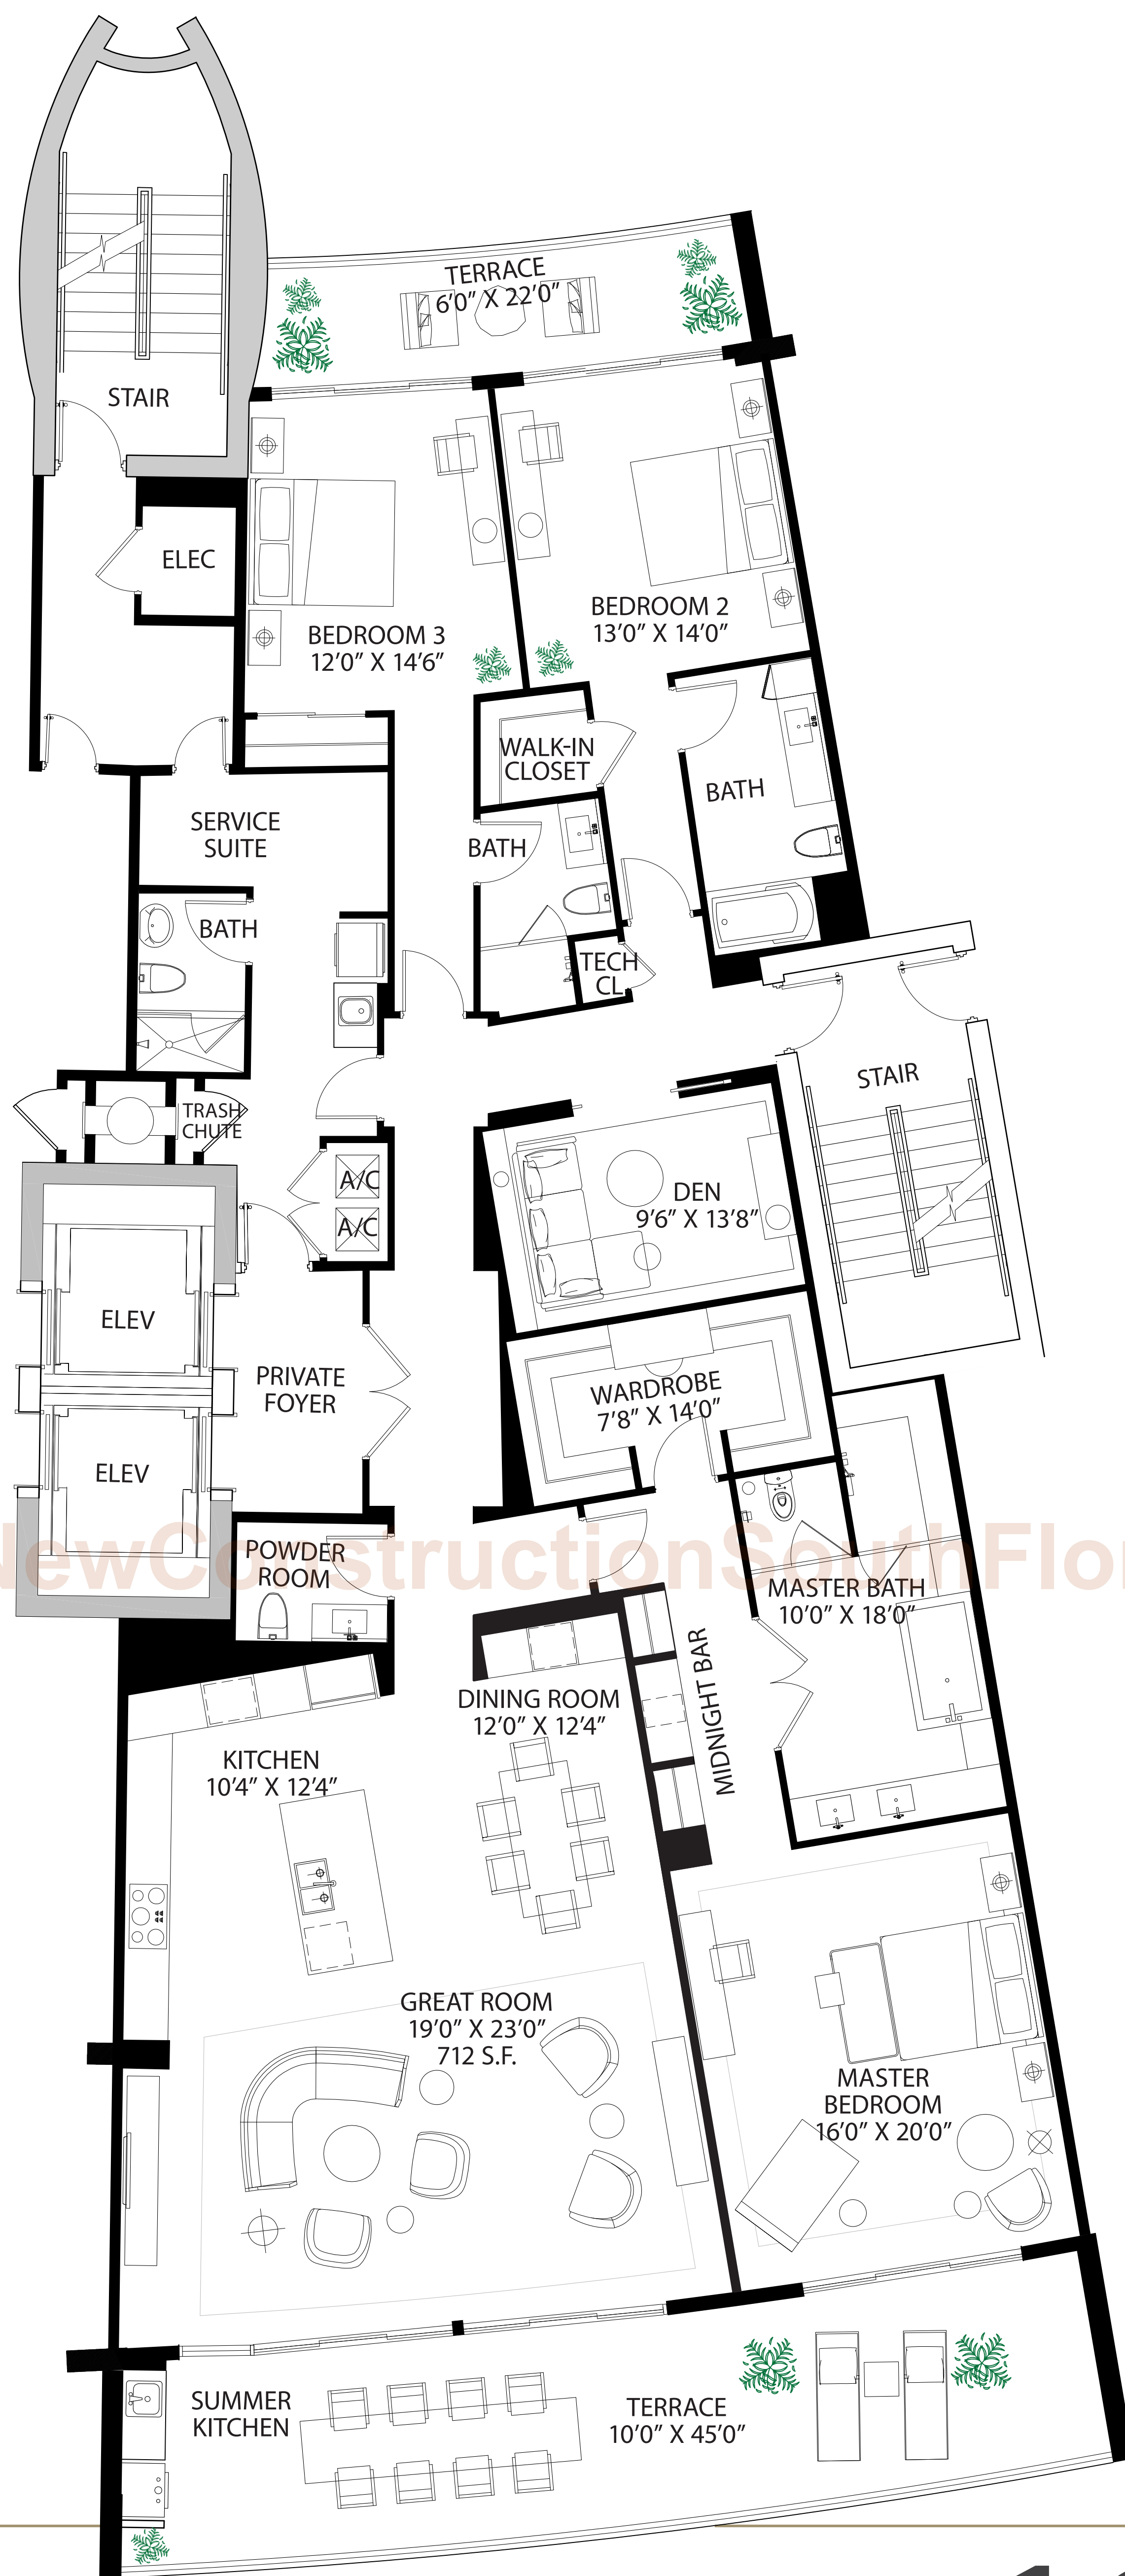 TERRACE
6'0" X 22'0"
STAIR
ELEC
BEDROOM 2
13'0" X 14'0"
BEDROOM 3
12'0" X 14'6"
WALK-IN
CLOSET
BATH
SERVICE
SUITE
BATH
BATH
TECH
CL
STAIR
TRASH
CHUTE
A/C
A/C
DEN
9'6" X 13'8"
ELEV
PRIVATE
FOYER
WARDROBE
7'8" X 14'0"
ELEV
NewConstructionSouthFlor
POWDER
ROOM
MASTER BATH
10'0" X 18'0"
MIDNIGHT BAR
DINING ROOM
12'0" X 12'4"
KITCHEN
10'4" X 12'4"
GREAT ROOM
19'0" X 23'0"
712 S.F.
MASTER
BEDROOM
16'0" X 20'0"
SUMMER
KITCHEN
TERRACE
10'0" X 45'0"